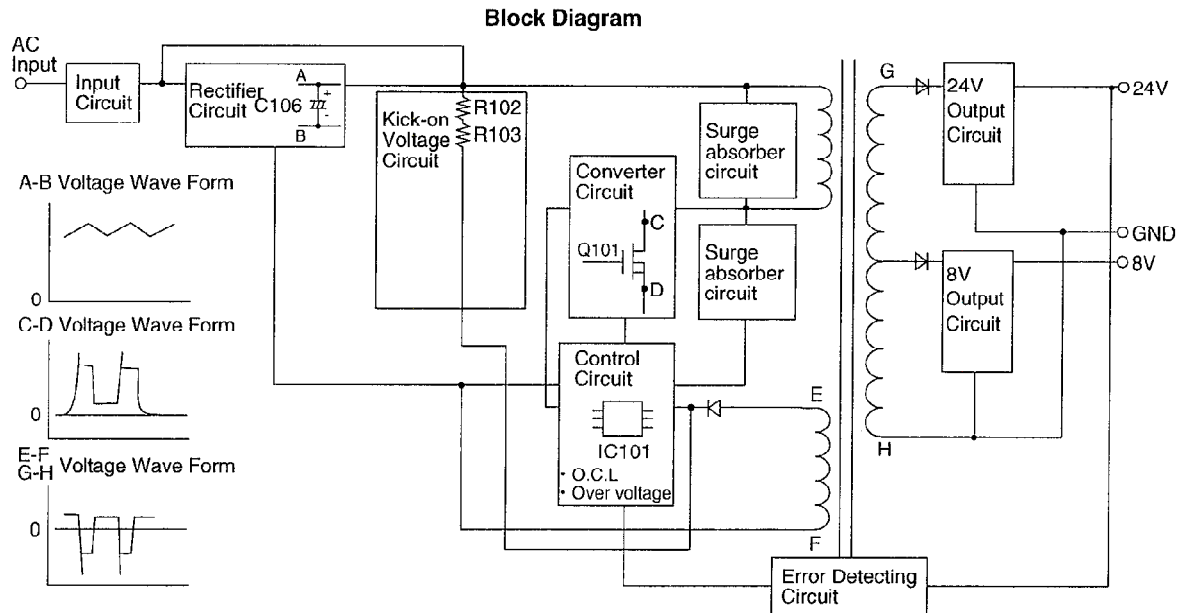 Block Diagram
AC
Input
Input
Circuit
Rectifier
Circuit
C106
A
+
-
B
Kick-on
Voltage
Circuit
R102
R103
Surge
absorber
circuit
Converter
Circuit
C
Q101
D
Surge
absorber
circuit
Control
Circuit
IC101
• O.C.L
• Over voltage
E
F
G
H
24V
Output
Circuit
24V
GND
8V
8V
Output
Circuit
Error Detecting
Circuit
A-B Voltage Wave Form
0
C-D Voltage Wave Form
0
E-F
G-H Voltage Wave Form
0